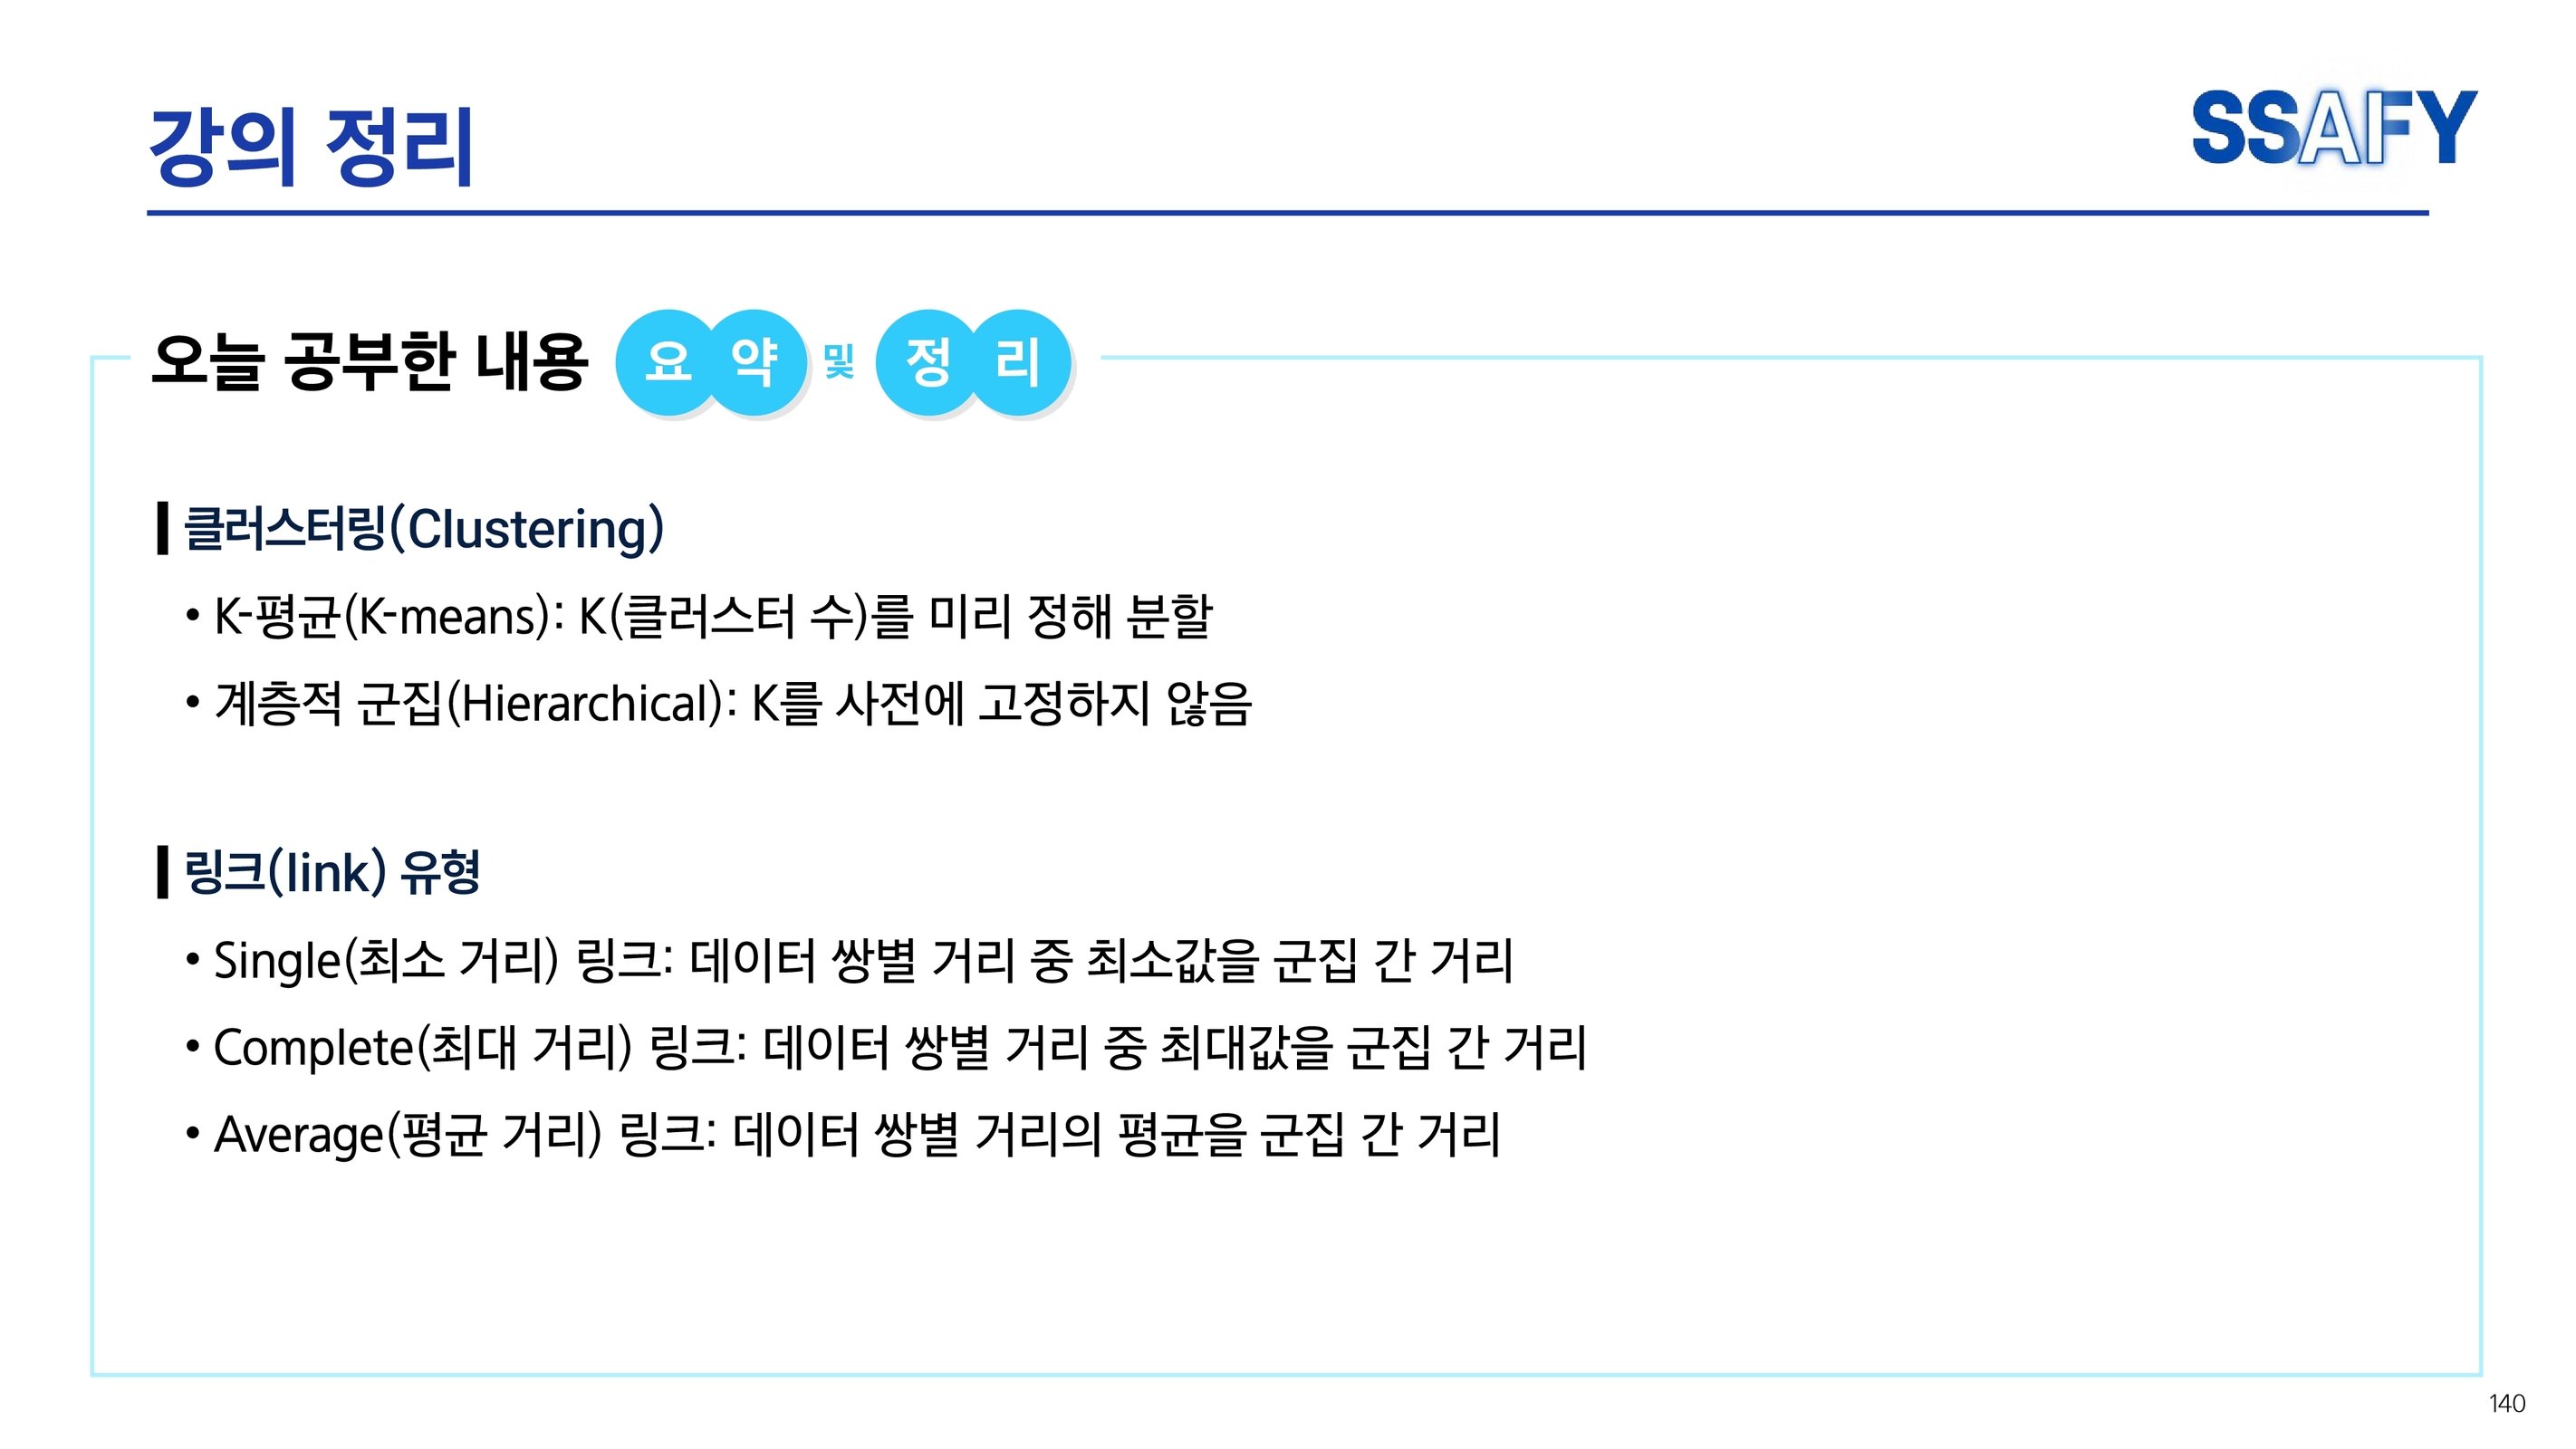 강의 정리
SSAFY
오늘 공부한 내용 요약 및 정리
클러스터링(Clustering)
• K-평균(K-means): K(클러스터 수)를 미리 정해 분할
• 계층적 군집(Hierarchical): K를 사전에 고정하지 않음
링크(link) 유형
• Single(최소 거리) 링크: 데이터 쌍별 거리 중 최소값을 군집 간 거리
• Complete(최대 거리) 링크: 데이터 쌍별 거리 중 최대값을 군집 간 거리
• Average(평균 거리) 링크: 데이터 쌍별 거리의 평균을 군집 간 거리
140